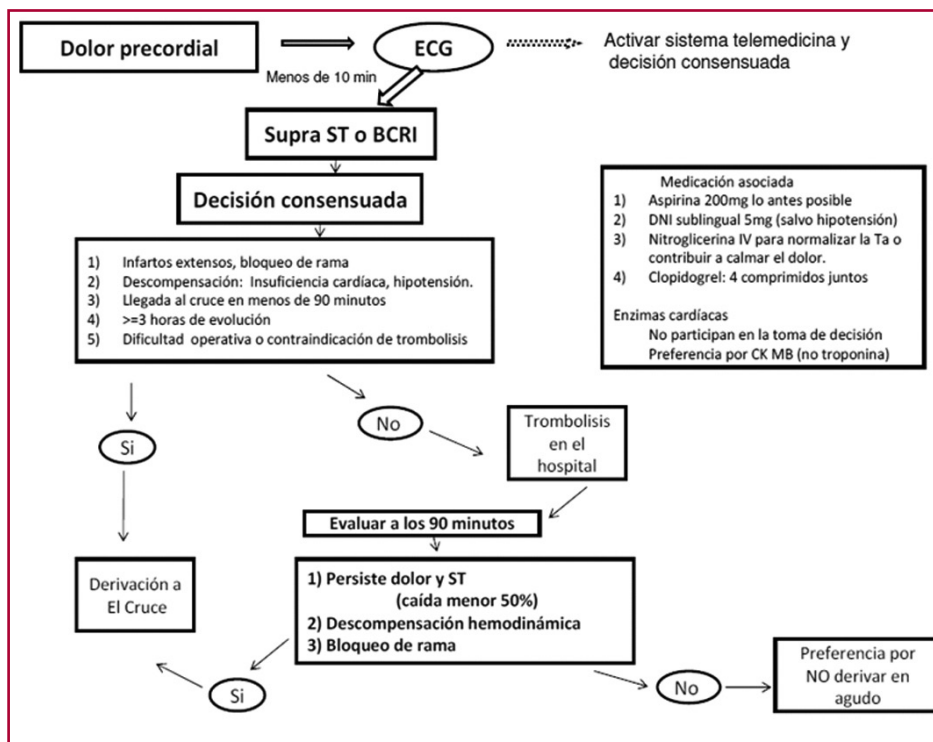 Dolor precordial
Menos de 10 min
ECG
Activar sistema telemedicina y
decisión consensuada
Supra ST o BCRI
Decisión consensuada
1) Infartos extensos, bloqueo de rama
2) Descompensación: Insuficiencia cardíaca, hipotensión.
3) Llegada al cruce en menos de 90 minutos
4) >=3 horas de evolución
5) Dificultad operativa o contraindicación de trombolisis
Medicación asociada
1) Aspirina 200mg lo antes posible
2) DNI sublingual 5mg (salvo hipotensión)
3) Nitroglicerina IV para normalizar la Ta o
contribuir a calmar el dolor.
4) Clopidogrel: 4 comprimidos juntos
Enzimas cardíacas
No participan en la toma de decisión
Preferencia por CK MB (no troponina)
Si
No
Trombolisis
en el
hospital
Evaluar a los 90 minutos
1) Persiste dolor y ST
(caída menor 50%)
2) Descompensación hemodinámica
3) Bloqueo de rama
Derivación a
El Cruce
Si
No
Preferencia por
NO derivar en
agudo